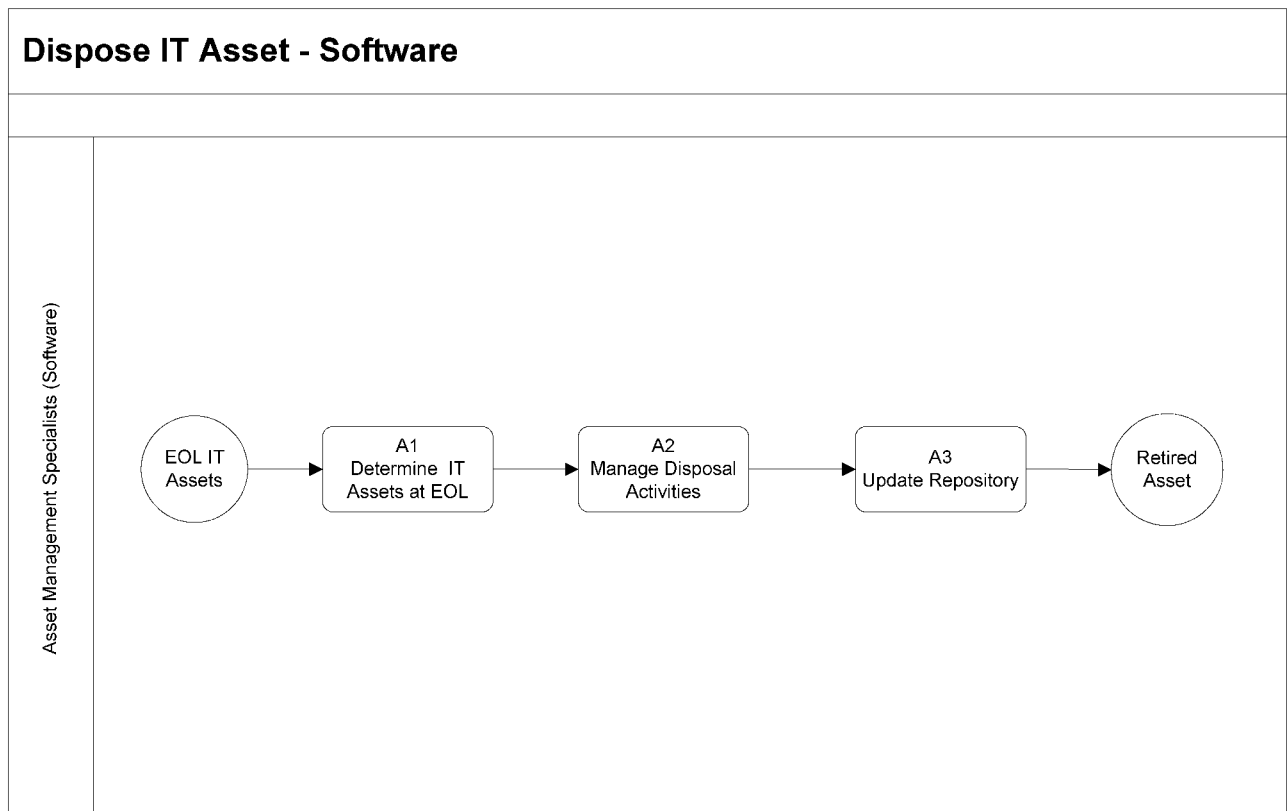 Dispose IT Asset - Software
Asset Management Specialists (Software)
EOL IT
Assets
A1
Determine IT
Assets at EOL
A2
Manage Disposal
Activities
A3
Update Repository
Retired
Asset